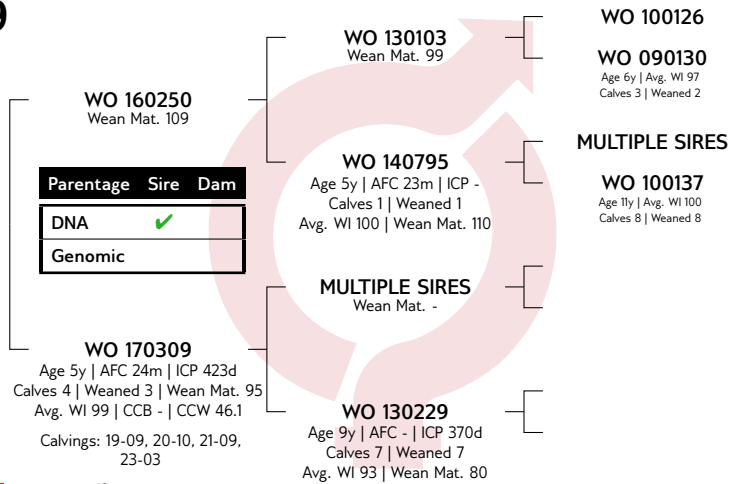 9
WO 160250
Wean Mat. 109
Parentage Sire Dam
DNA ✔
Genomic
WO 170309
Age 5y | AFC 24m | ICP 423d
Calves 4 | Weaned 3 | Wean Mat. 95
Avg. WI 99 | CCB - | CCW 46.1
Calvings: 19-09, 20-10, 21-09,
23-03
WO 130103
Wean Mat. 99
WO 140795
Age 5y | AFC 23m | ICP -
Calves 1 | Weaned 1
Avg. WI 100 | Wean Mat. 110
MULTIPLE SIRES
Wean Mat. -
WO 130229
Age 9y | AFC - | ICP 370d
Calves 7 | Weaned 7
Avg. WI 93 | Wean Mat. 80
WO 100126
WO 090130
Age 6y | Avg. WI 97
Calves 3 | Weaned 2
MULTIPLE SIRES
WO 100137
Age 11y | Avg. WI 100
Calves 8 | Weaned 8